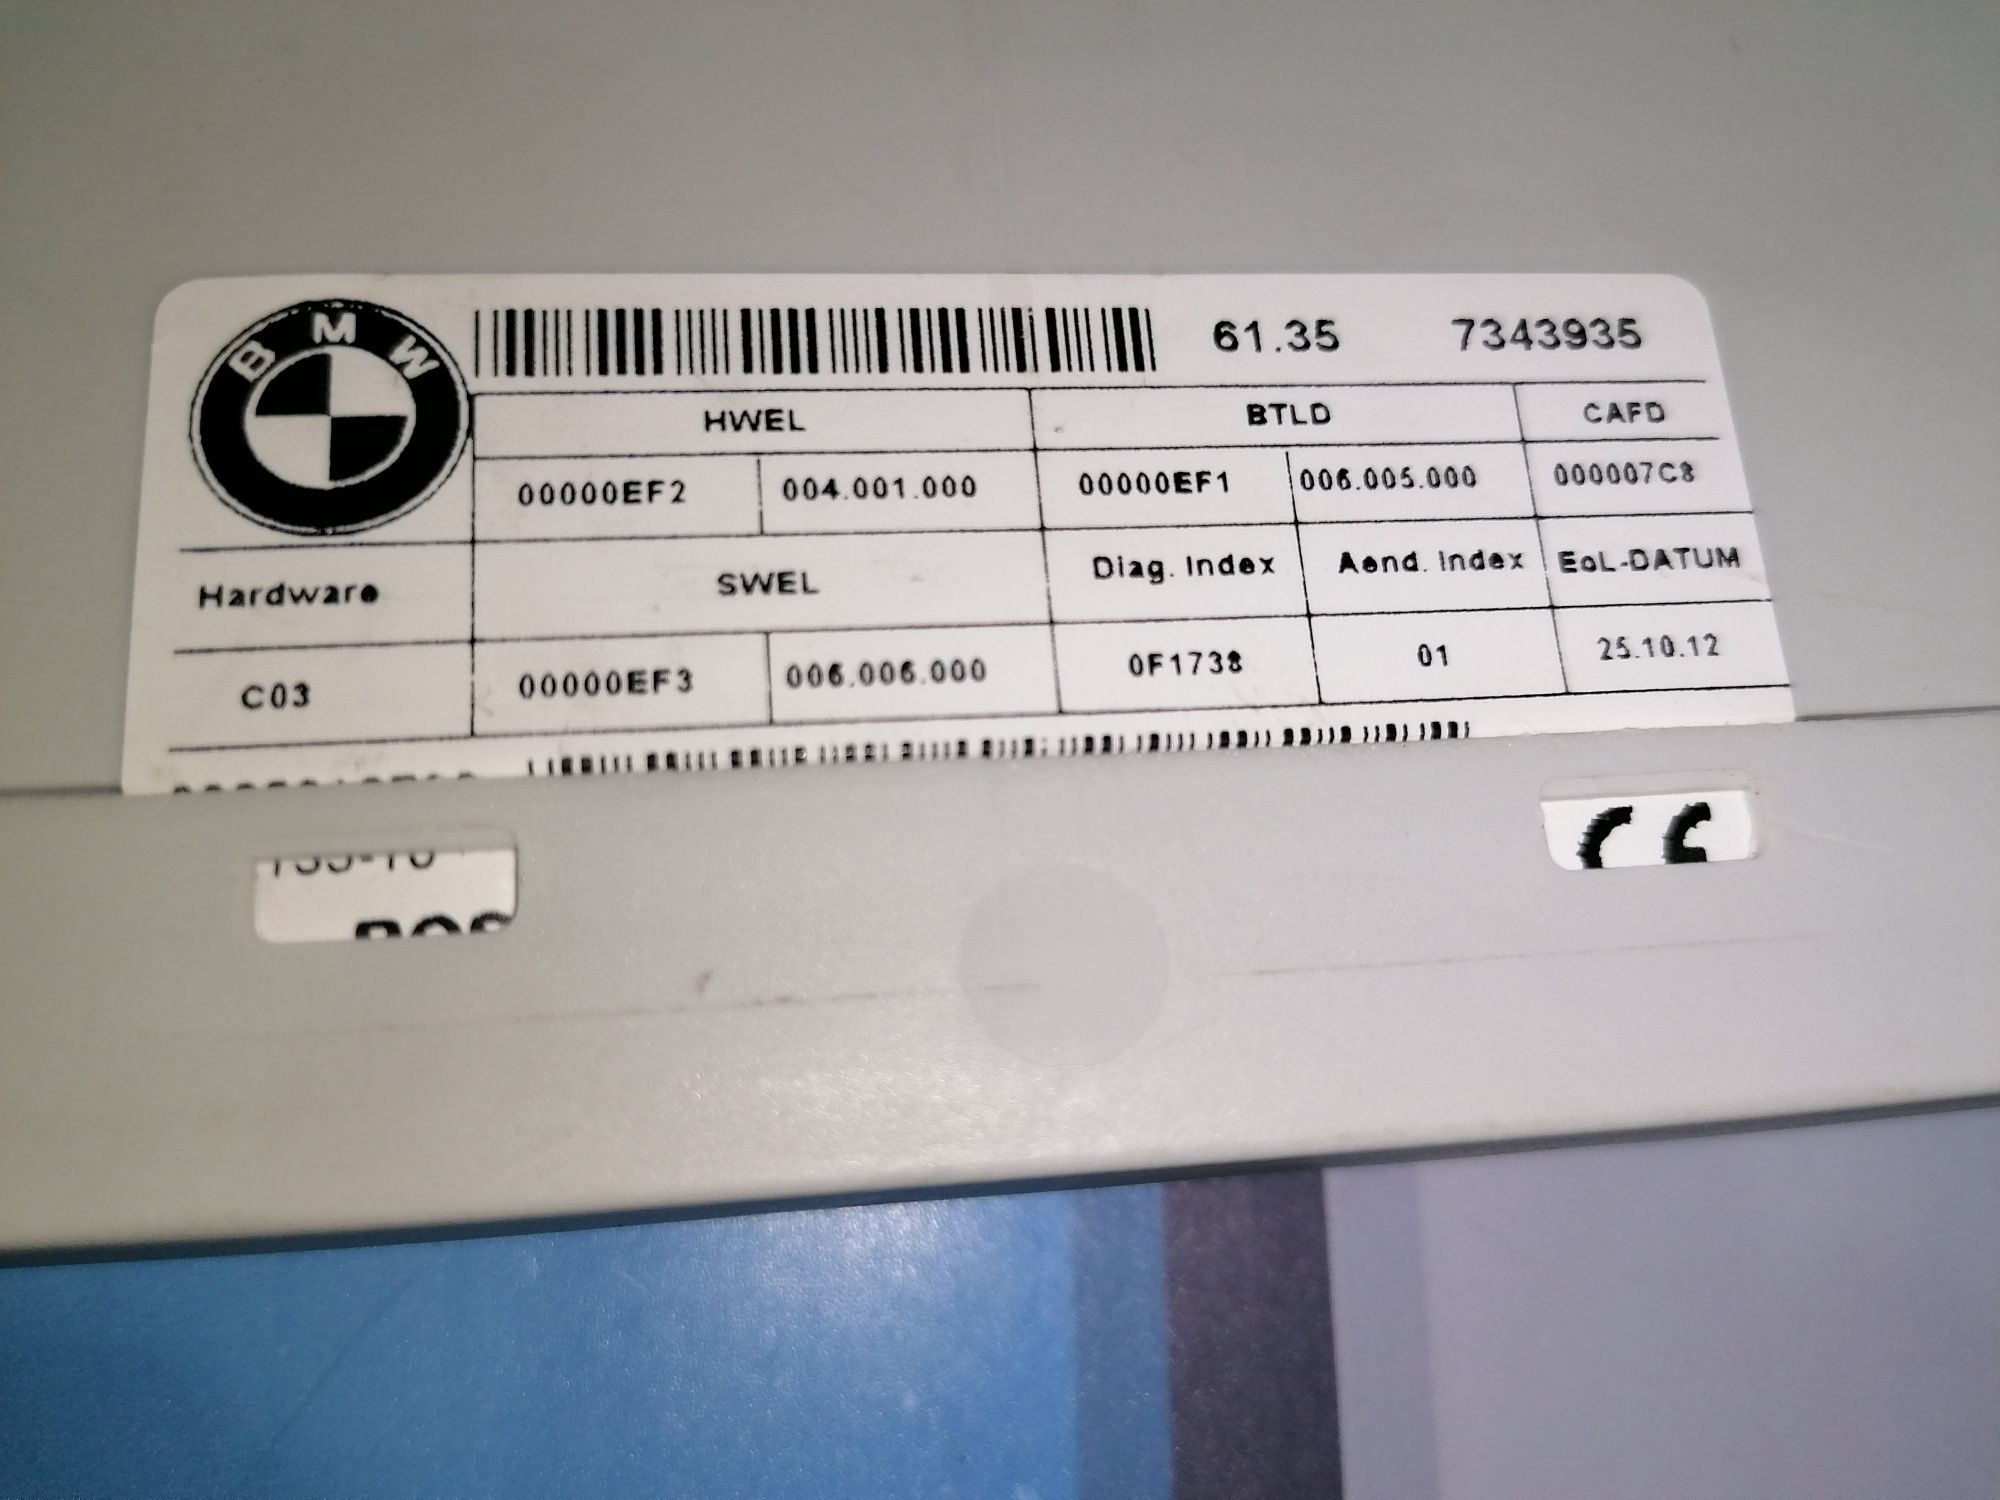 BMW
61.35 7343935
HWEL BTLD CAFD
00000EF2 004.001.000 00000EF1 006.005.000 000007C8
Hardware SWEL Diag. Index Aend. Index EoL-DATUM
C03 00000EF3 006.006.000 0F1738 01 25.10.12
CE